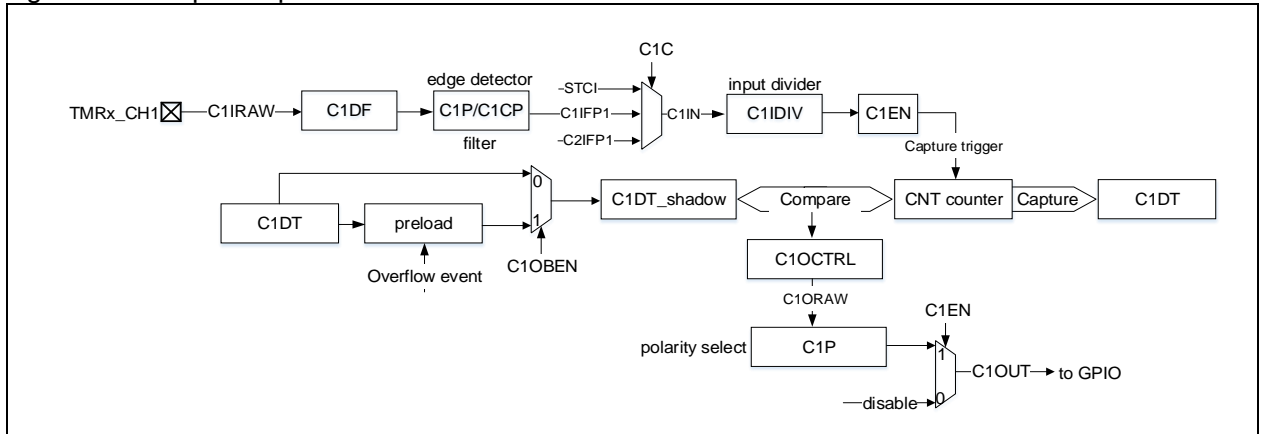 C1C
edge detector
input divider
-STCI
TMRx_CH1
C1IRAW
C1DF
C1P/C1CP
C1IFP1
C1IN
C1IDIV
C1EN
filter
-C2IFP1
Capture trigger
0
C1DT_shadow
Compare
CNT counter
Capture
C1DT
C1DT
preload
1
Overflow event
C1OBEN
C1OCTRL
C1ORAW
C1EN
polarity select
C1P
1
C1OUT
to GPIO
disable
0